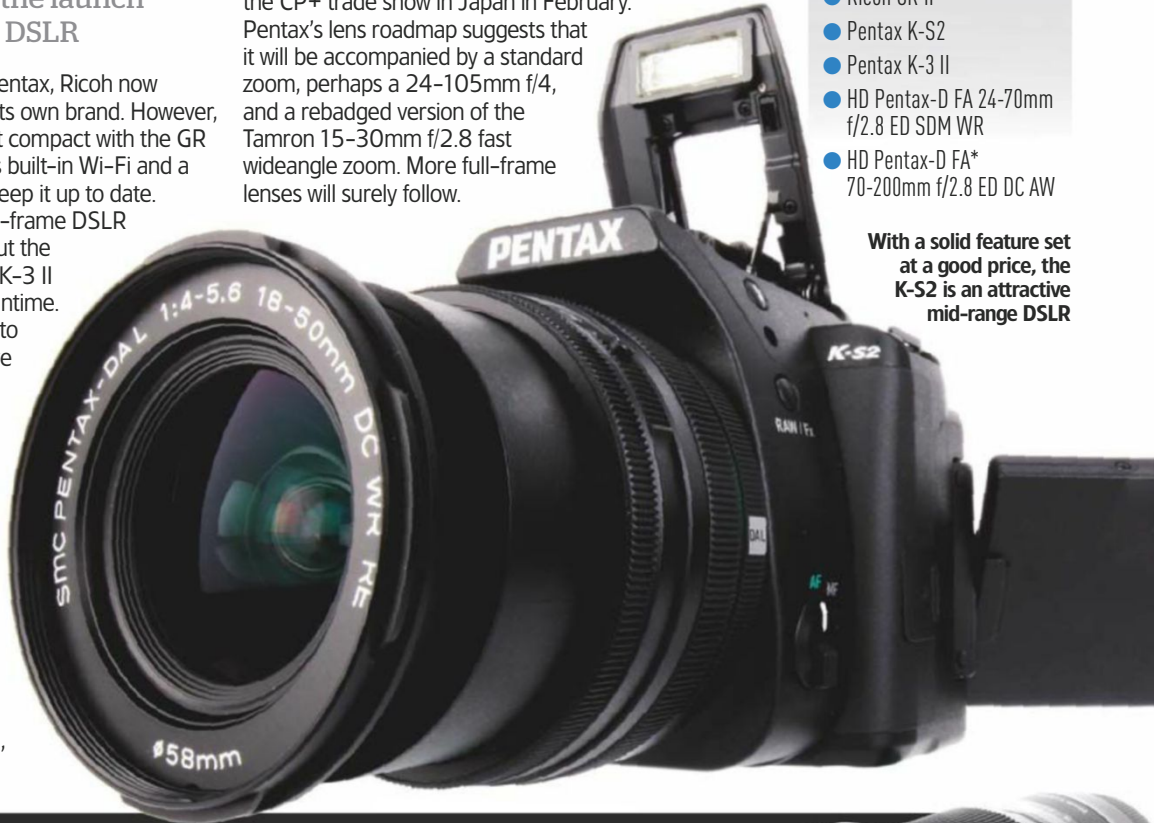 the launch
DSLR
entax, Ricoh now
ts own brand. However,
t compact with the GR
s built-in Wi-Fi and a
eep it up to date.
-frame DSLR
ut the
K-3 II
ntime.
to
e
,
the CP+ trade show in Japan in February.
Pentax's lens roadmap suggests that
it will be accompanied by a standard
zoom, perhaps a 24-105mm f/4,
and a rebadged version of the
Tamron 15-30mm f/2.8 fast
wideangle zoom. More full-frame
lenses will surely follow.
Ricoh GR II
● Pentax K-S2
● Pentax K-3 II
● HD Pentax-D FA 24-70mm
f/2.8 ED SDM WR
● HD Pentax-D FA*
70-200mm f/2.8 ED DC AW
With a solid feature set
at a good price, the
K-S2 is an attractive
mid-range DSLR
PENTAX
K-S2
RAW/Fx
DA L
AF MF
smc PENTAX-DA L 1:4-5.6 18-50mm DC WR RE
ø58mm